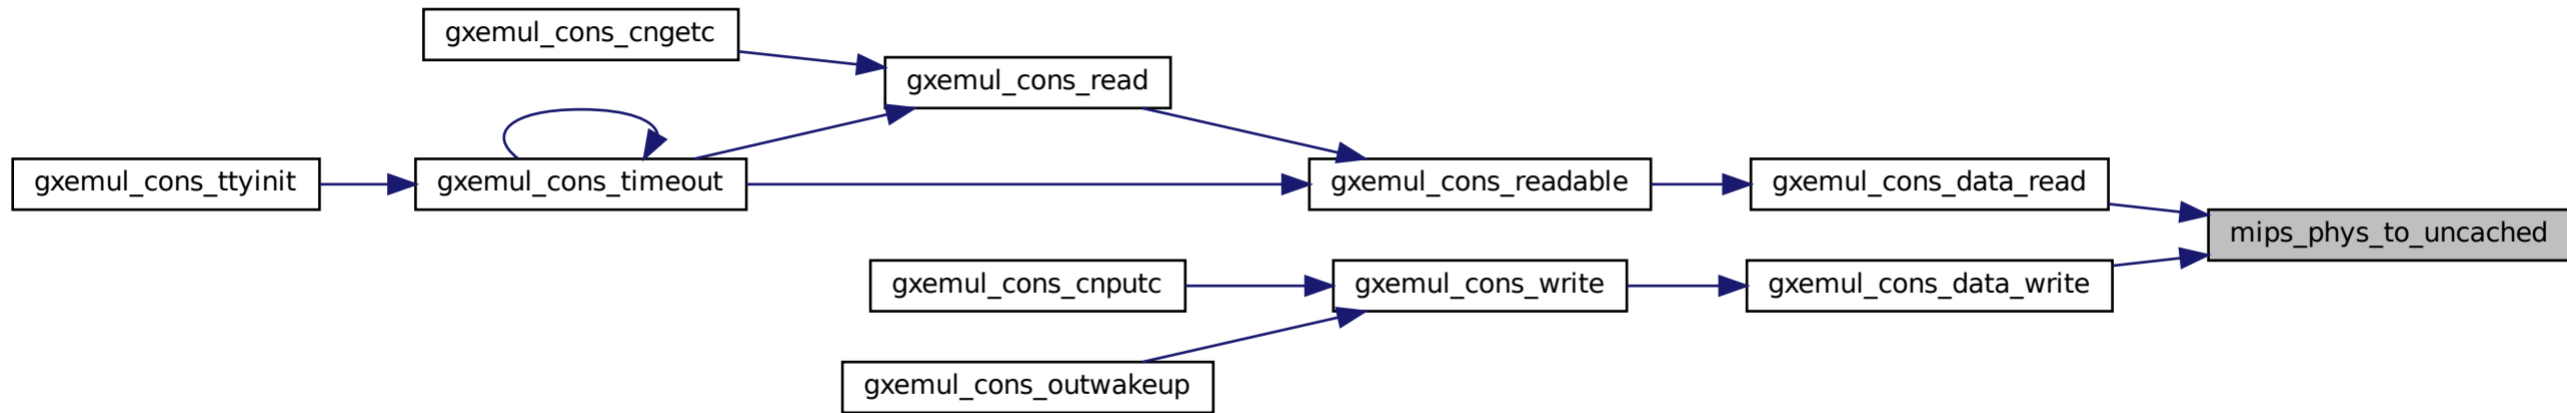 gxemul_cons_cngetc
gxemul_cons_read
gxemul_cons_ttyinit
gxemul_cons_timeout
gxemul_cons_readable
gxemul_cons_data_read
mips_phys_to_uncached
gxemul_cons_cnputc
gxemul_cons_write
gxemul_cons_data_write
gxemul_cons_outwakeup